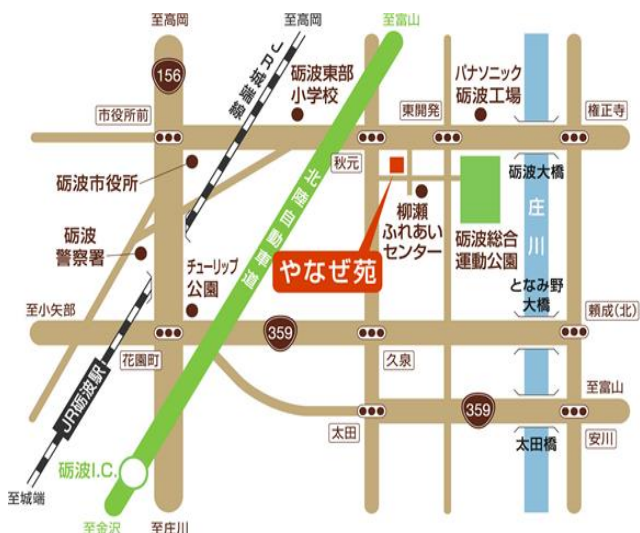 至高岡
至高岡
至富山
156
JR城端線
砺波東部
小学校
パナソニック
砺波工場
市役所前
東開発
権正寺
秋元
砺波市役所
砺波大橋
北陸自動車道
庄川
柳瀬
ふれあい
センター
砺波総合
運動公園
砺波
警察署
チューリップ
公園
やなぜ苑
となみ野
大橋
至小矢部
359
頼成(北)
花園町
久泉
JR砺波駅
至富山
359
太田
太田橋
安川
砺波I.C.
至城端
至金沢
至庄川